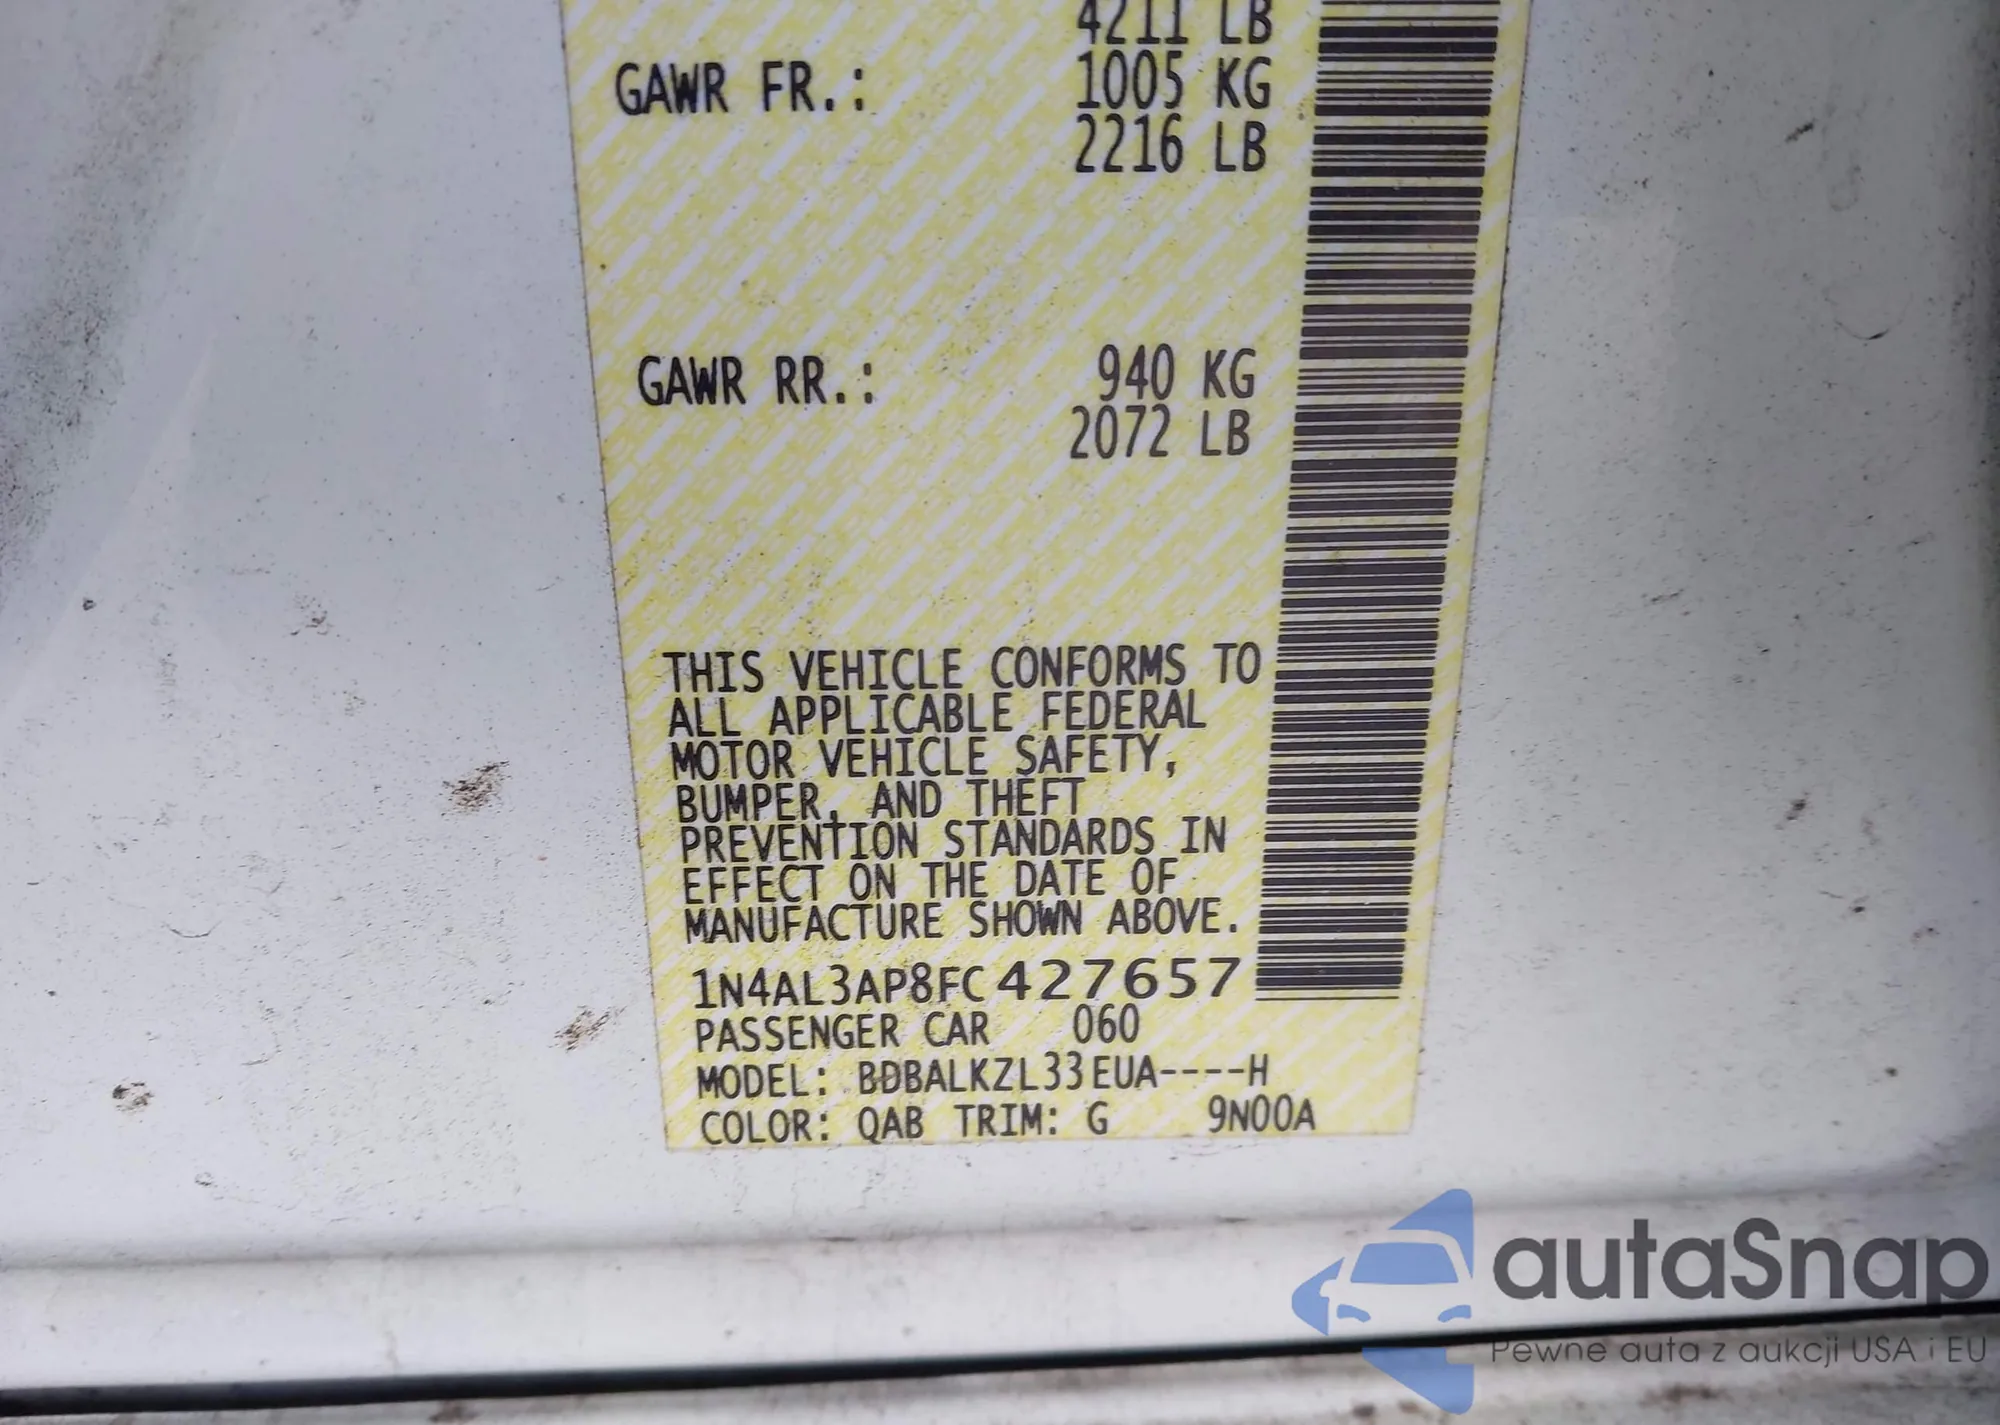 4211 LB
GAWR FR.: 1005 KG
2216 LB
GAWR RR.: 940 KG
2072 LB
THIS VEHICLE CONFORMS TO
ALL APPLICABLE FEDERAL
MOTOR VEHICLE SAFETY,
BUMPER, AND THEFT
PREVENTION STANDARDS IN
EFFECT ON THE DATE OF
MANUFACTURE SHOWN ABOVE.
1N4AL3AP8FC427657
PASSENGER CAR 060
MODEL: BDBALKZL33EUA----H
COLOR: QAB TRIM: G 9N00A
autaSnap
Pewne auta z aukcji USA i EU